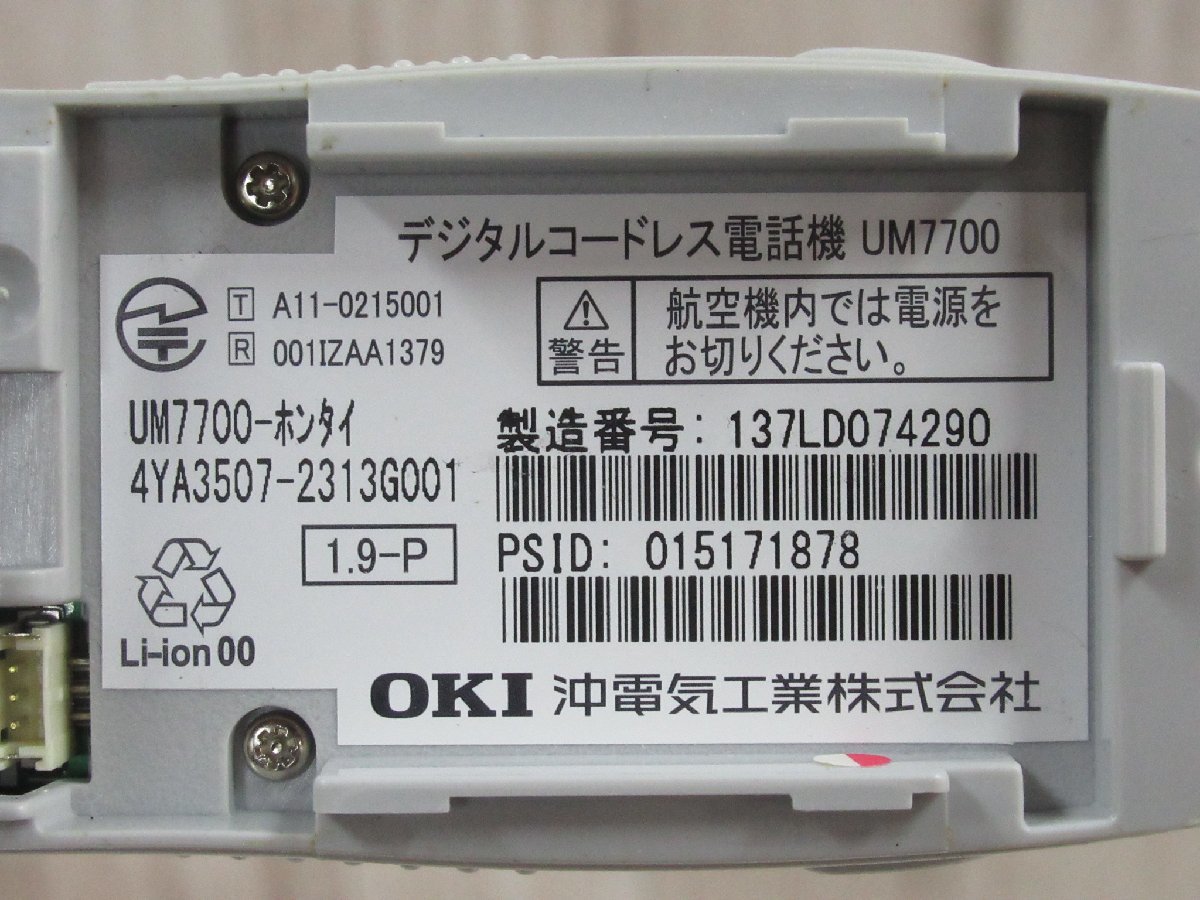 デジタルコードレス電話機 UM7700
T A11-0215001
R 001IZAA1379
警告
航空機内では電源を
お切りください。
UM7700-ホンタイ
4YA3507-2313G001
製造番号: 137LD074290
1.9-P
PSID: 015171878
Li-ion 00
OKI 沖電気工業株式会社